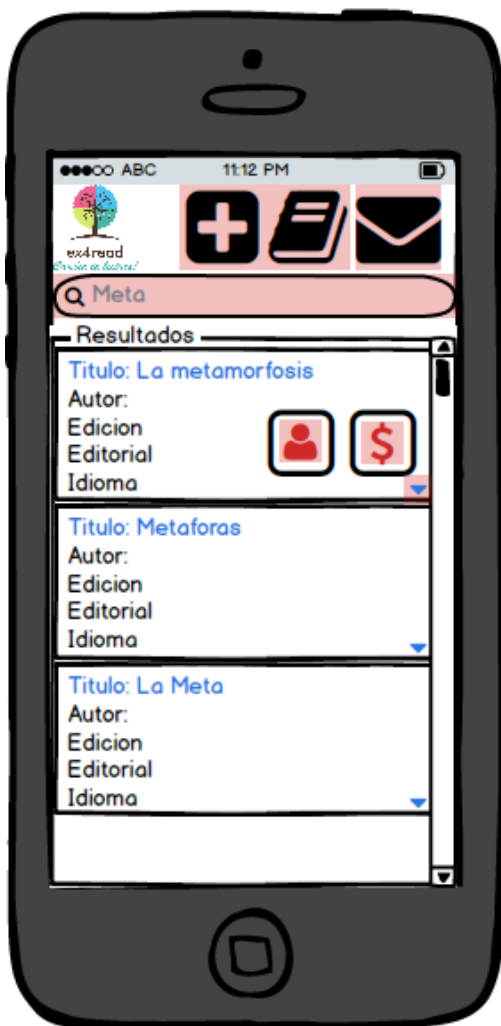 ABC 11:12 PM
ex4read
Meta
Resultados
Titulo: La metamorfosis
Autor:
Edicion
Editorial
Idioma
Titulo: Metaforas
Autor:
Edicion
Editorial
Idioma
Titulo: La Meta
Autor:
Edicion
Editorial
Idioma